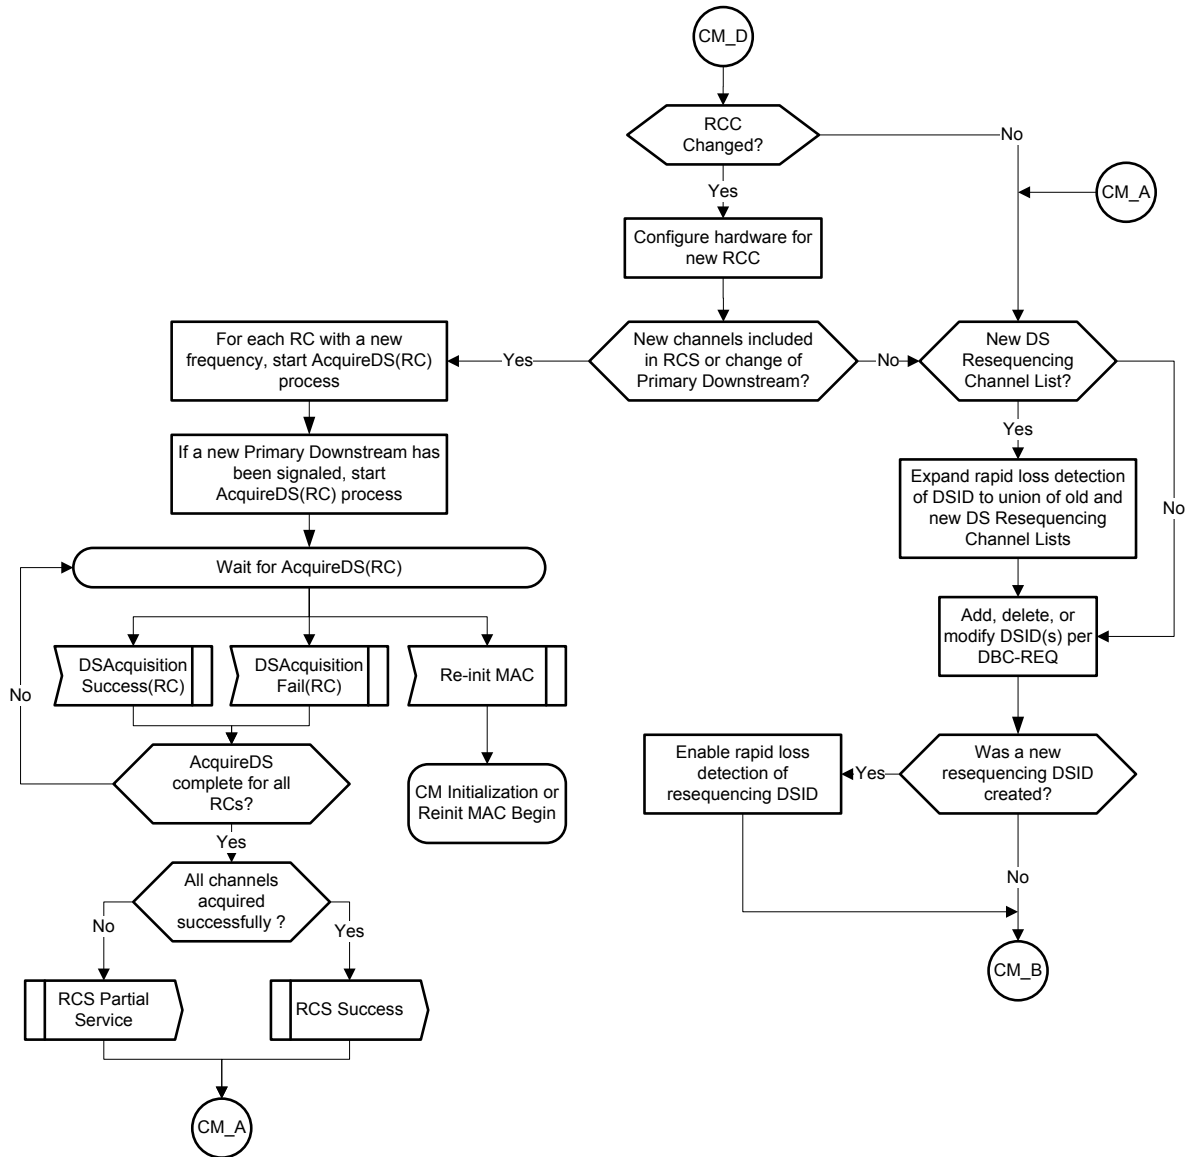 CM_D
RCC
Changed?
No
CM_A
Yes
Configure hardware for
new RCC
For each RC with a new
frequency, start AcquireDS(RC)
process
Yes
New channels included
in RCS or change of
Primary Downstream?
No
New DS
Resequencing
Channel List?
Yes
If a new Primary Downstream has
been signaled, start
AcquireDS(RC) process
Expand rapid loss detection
of DSID to union of old and
new DS Resequencing
Channel Lists
No
Wait for AcquireDS(RC)
Add, delete, or
modify DSID(s) per
DBC-REQ
DSAcquisition
Success(RC)
DSAcquisition
Fail(RC)
Re-init MAC
No
AcquireDS
complete for all
RCs?
CM Initialization or
Reinit MAC Begin
Enable rapid loss
detection of
resequencing DSID
Yes
Was a new
resequencing DSID
created?
Yes
All channels
acquired
successfully ?
No
No
Yes
CM_B
RCS Partial
Service
RCS Success
CM_A